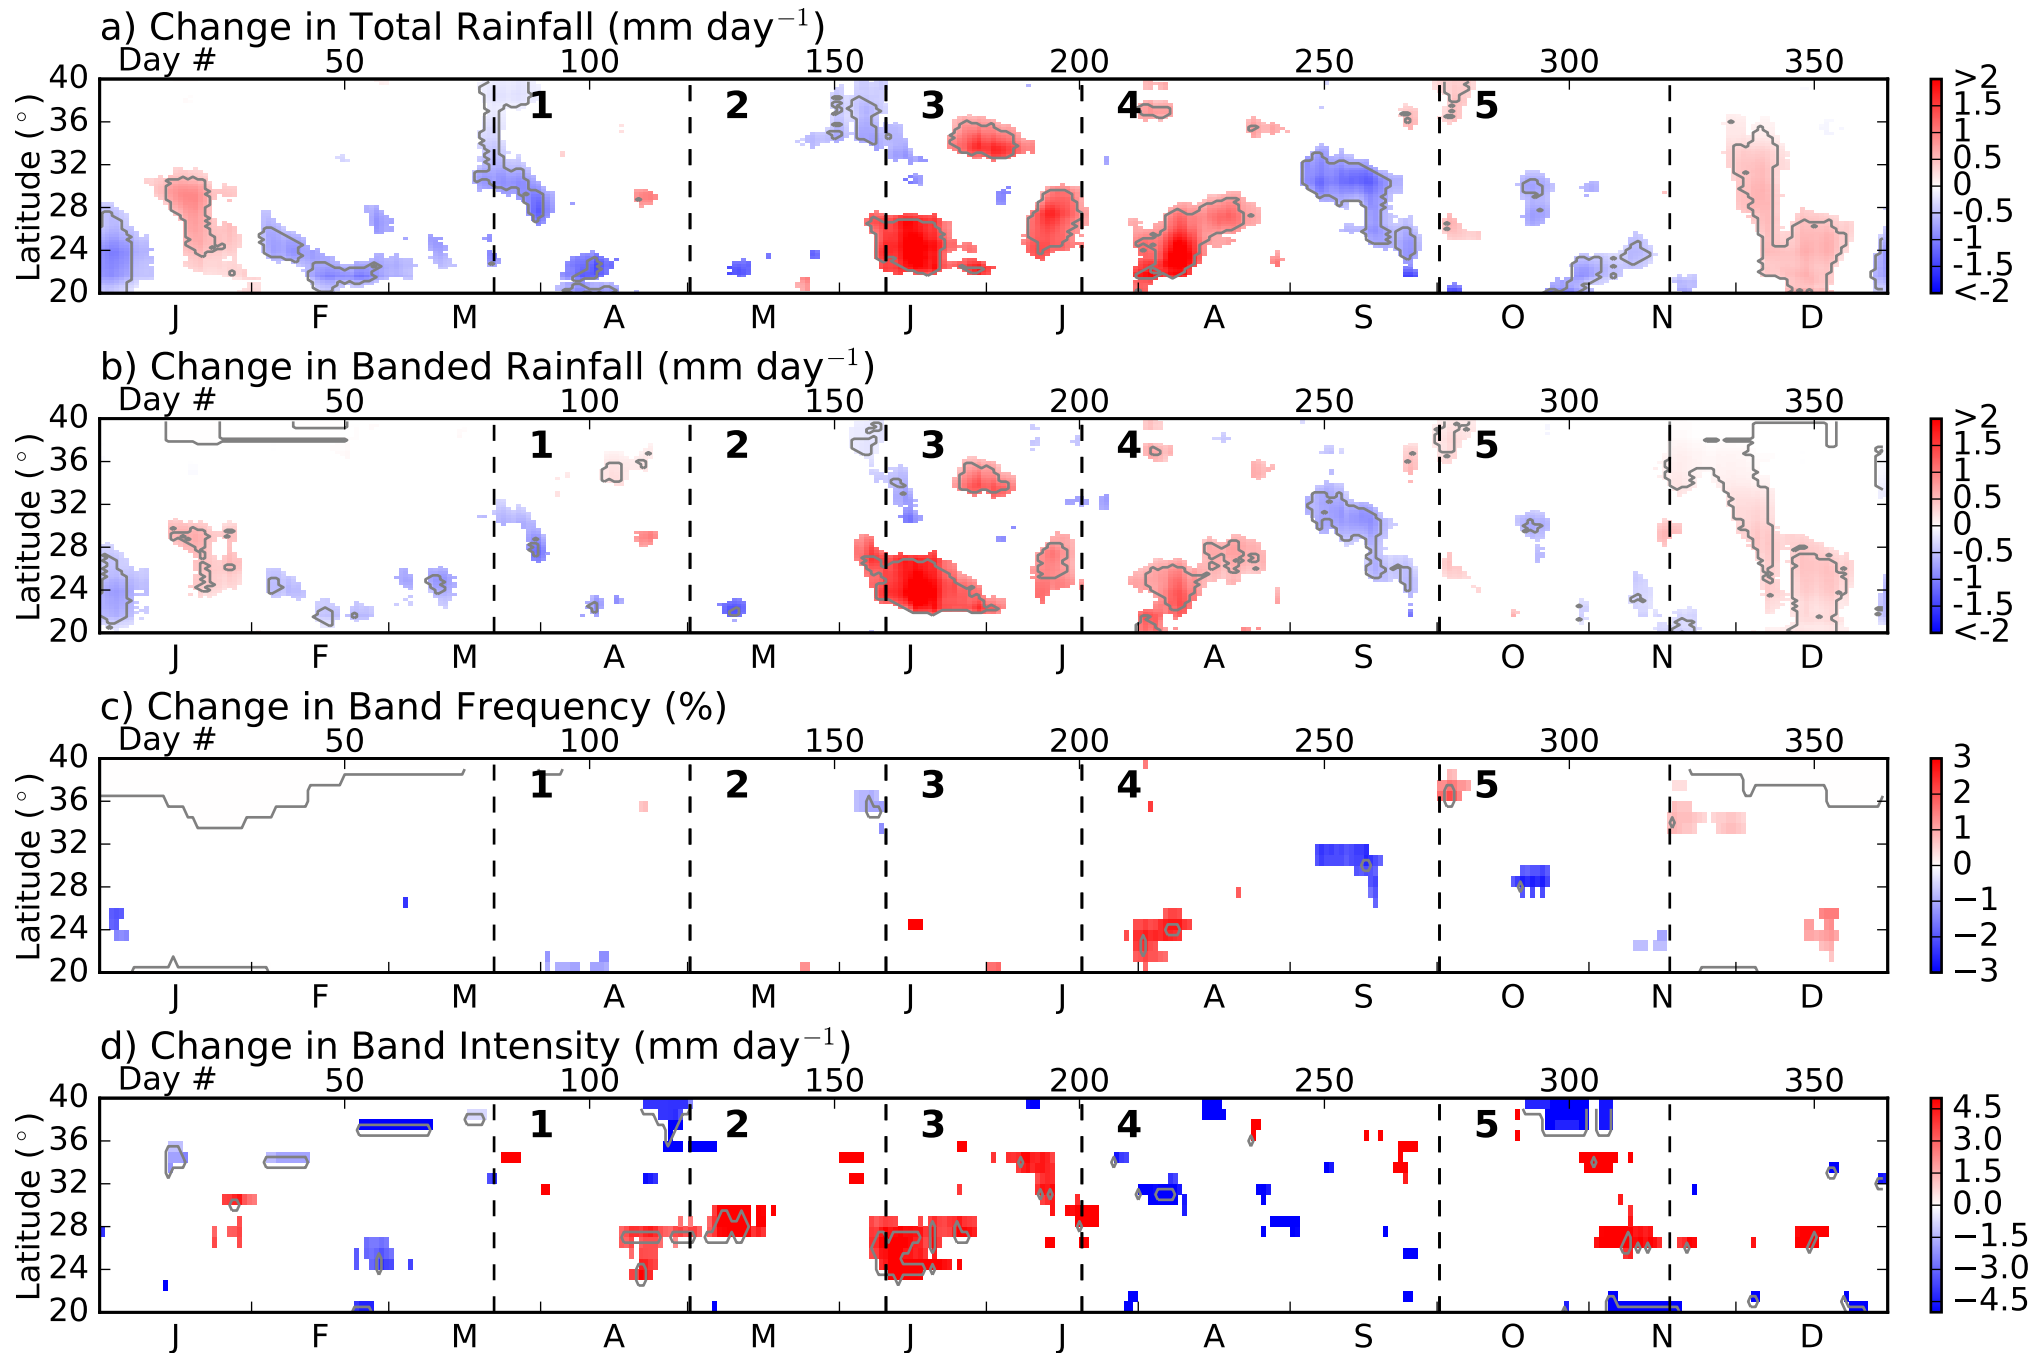 a) Change in Total Rainfall (mm day⁻¹)
Day # 50 100 150 200 250 300 350
40 36 32 28 24 20
Latitude (°)
1 2 3 4 5
>2 1.5 1 0.5 0 -0.5 -1 -1.5 <-2
J F M A M J J A S O N D
b) Change in Banded Rainfall (mm day⁻¹)
Day # 50 100 150 200 250 300 350
40 36 32 28 24 20
Latitude (°)
1 2 3 4 5
>2 1.5 1 0.5 0 -0.5 -1 -1.5 <-2
J F M A M J J A S O N D
c) Change in Band Frequency (%)
Day # 50 100 150 200 250 300 350
40 36 32 28 24 20
Latitude (°)
1 2 3 4 5
3 2 1 0 −1 −2 −3
J F M A M J J A S O N D
d) Change in Band Intensity (mm day⁻¹)
Day # 50 100 150 200 250 300 350
40 36 32 28 24 20
Latitude (°)
1 2 3 4 5
4.5 3.0 1.5 0.0 −1.5 −3.0 −4.5
J F M A M J J A S O N D